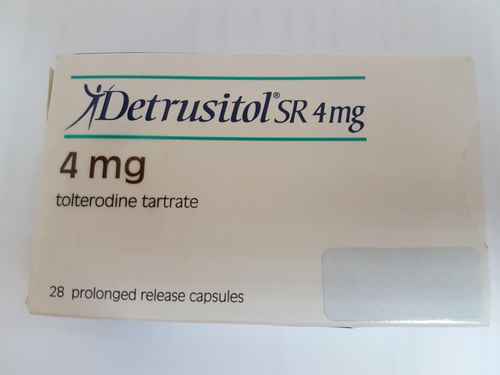 Detrusitol® SR 4 mg
4 mg
tolterodine tartrate
28 prolonged release capsules